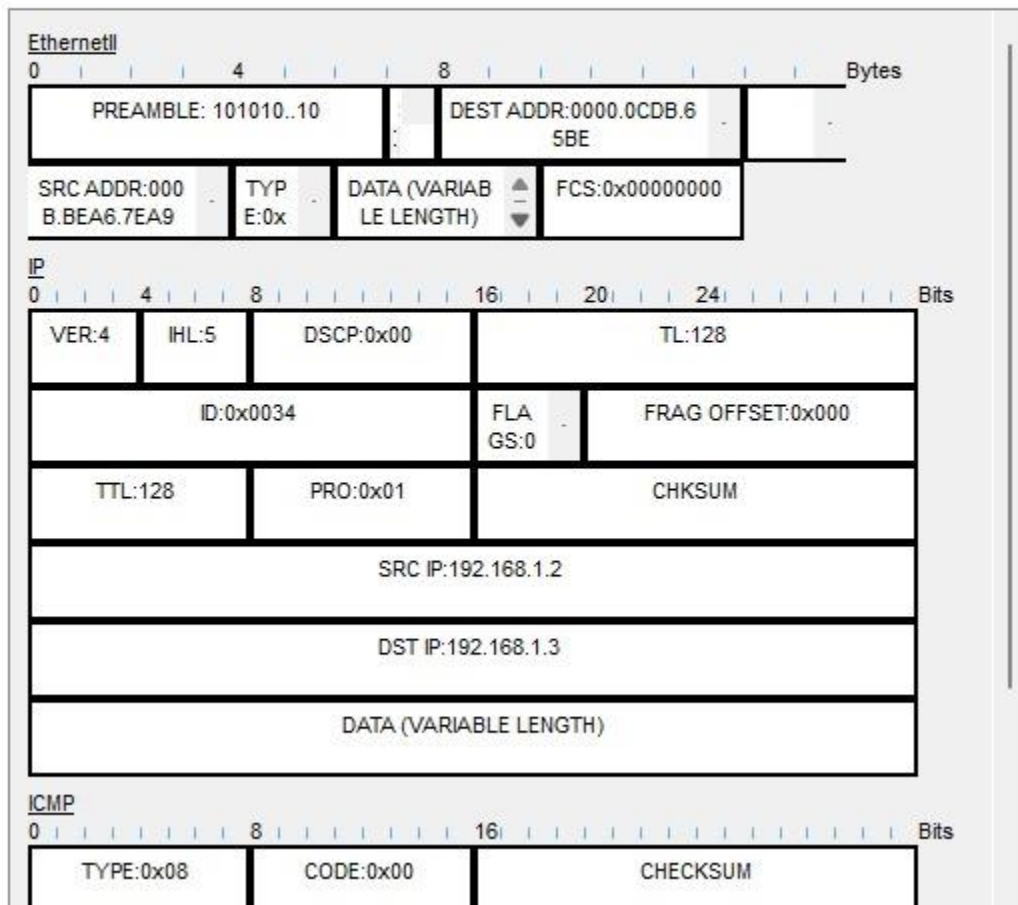 EthernetII
0 4 8 Bytes
PREAMBLE: 101010..10 : DEST ADDR:0000.0CDB.6
5BE
SRC ADDR:000 TYP DATA (VARIAB FCS:0x00000000
B.BEA6.7EA9 E:0x LE LENGTH)
IP
0 4 8 16 20 24 Bits
VER:4 IHL:5 DSCP:0x00 TL:128
ID:0x0034 FLA FRAG OFFSET:0x000
GS:0
TTL:128 PRO:0x01 CHKSUM
SRC IP:192.168.1.2
DST IP:192.168.1.3
DATA (VARIABLE LENGTH)
ICMP
0 8 16 Bits
TYPE:0x08 CODE:0x00 CHECKSUM